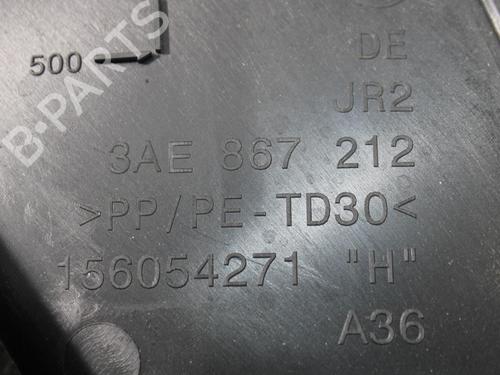 500
DE
JR2
3AE 867 212
>PP/PE-TD30<
156054271 "H"
A36
B-PARTS